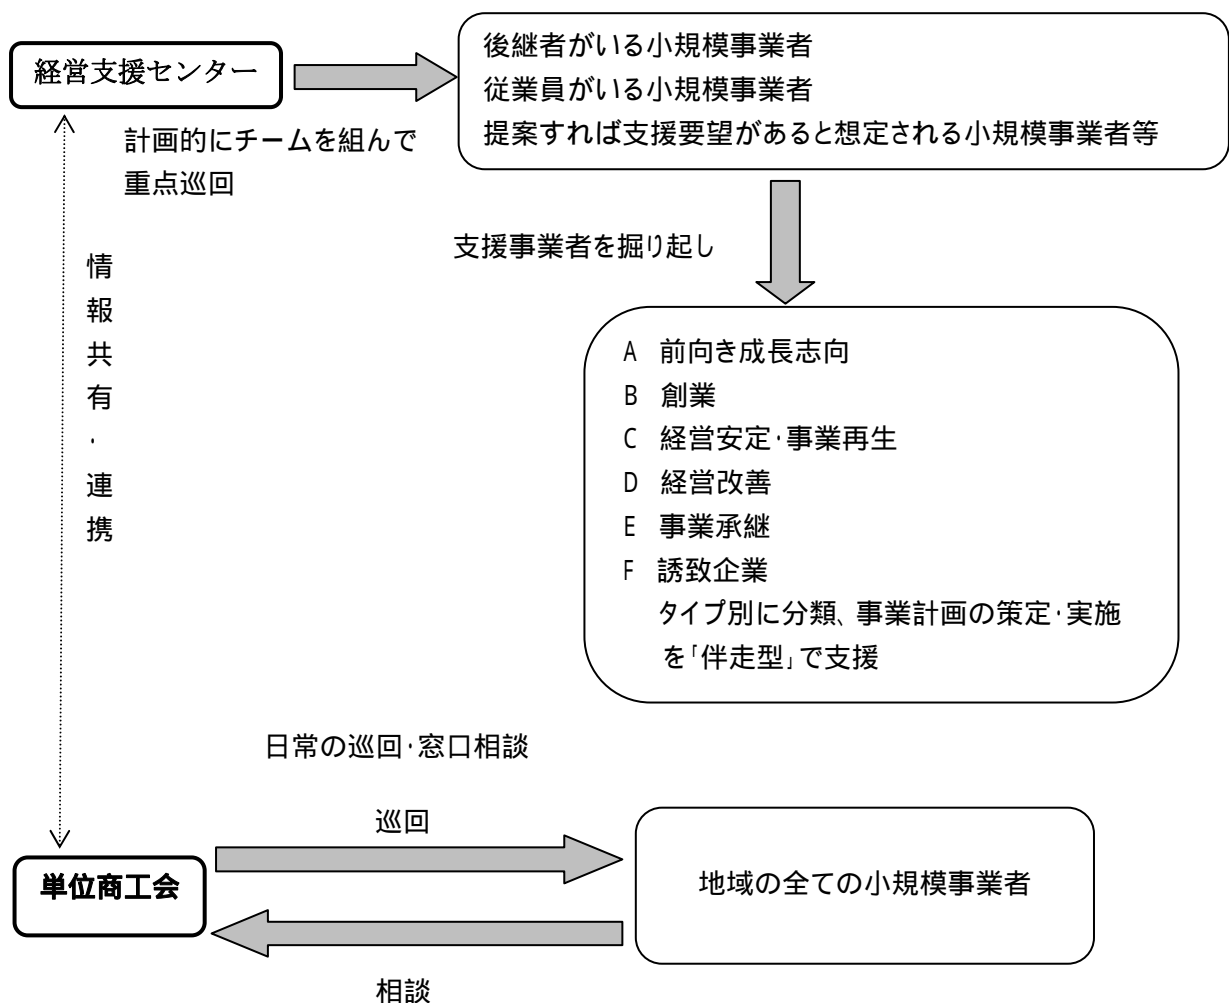 経営支援センター
計画的にチームを組んで
重点巡回
後継者がいる小規模事業者
従業員がいる小規模事業者
提案すれば支援要望があると想定される小規模事業者等
支援事業者を掘り起し
情報共有・連携
A 前向き成長志向
B 創業
C 経営安定・事業再生
D 経営改善
E 事業承継
F 誘致企業
タイプ別に分類、事業計画の策定・実施
を「伴走型」で支援
日常の巡回・窓口相談
巡回
単位商工会
地域の全ての小規模事業者
相談